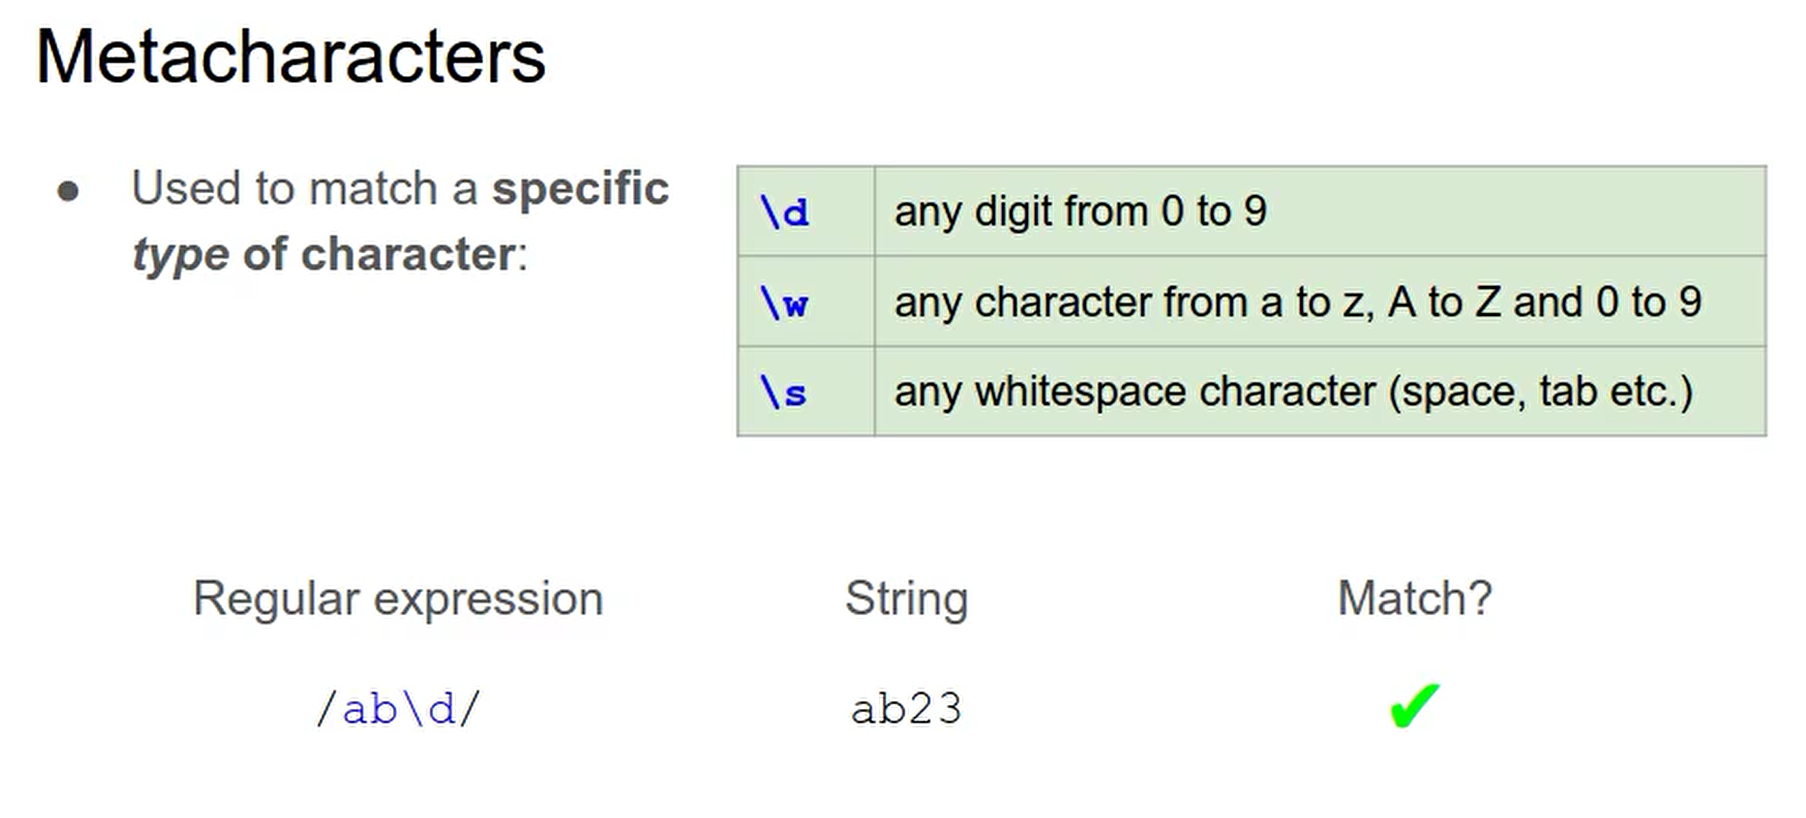 Metacharacters
● Used to match a specific
type of character:
\d any digit from 0 to 9
\w any character from a to z, A to Z and 0 to 9
\s any whitespace character (space, tab etc.)
Regular expression String Match?
/ab\d/ ab23 ✔